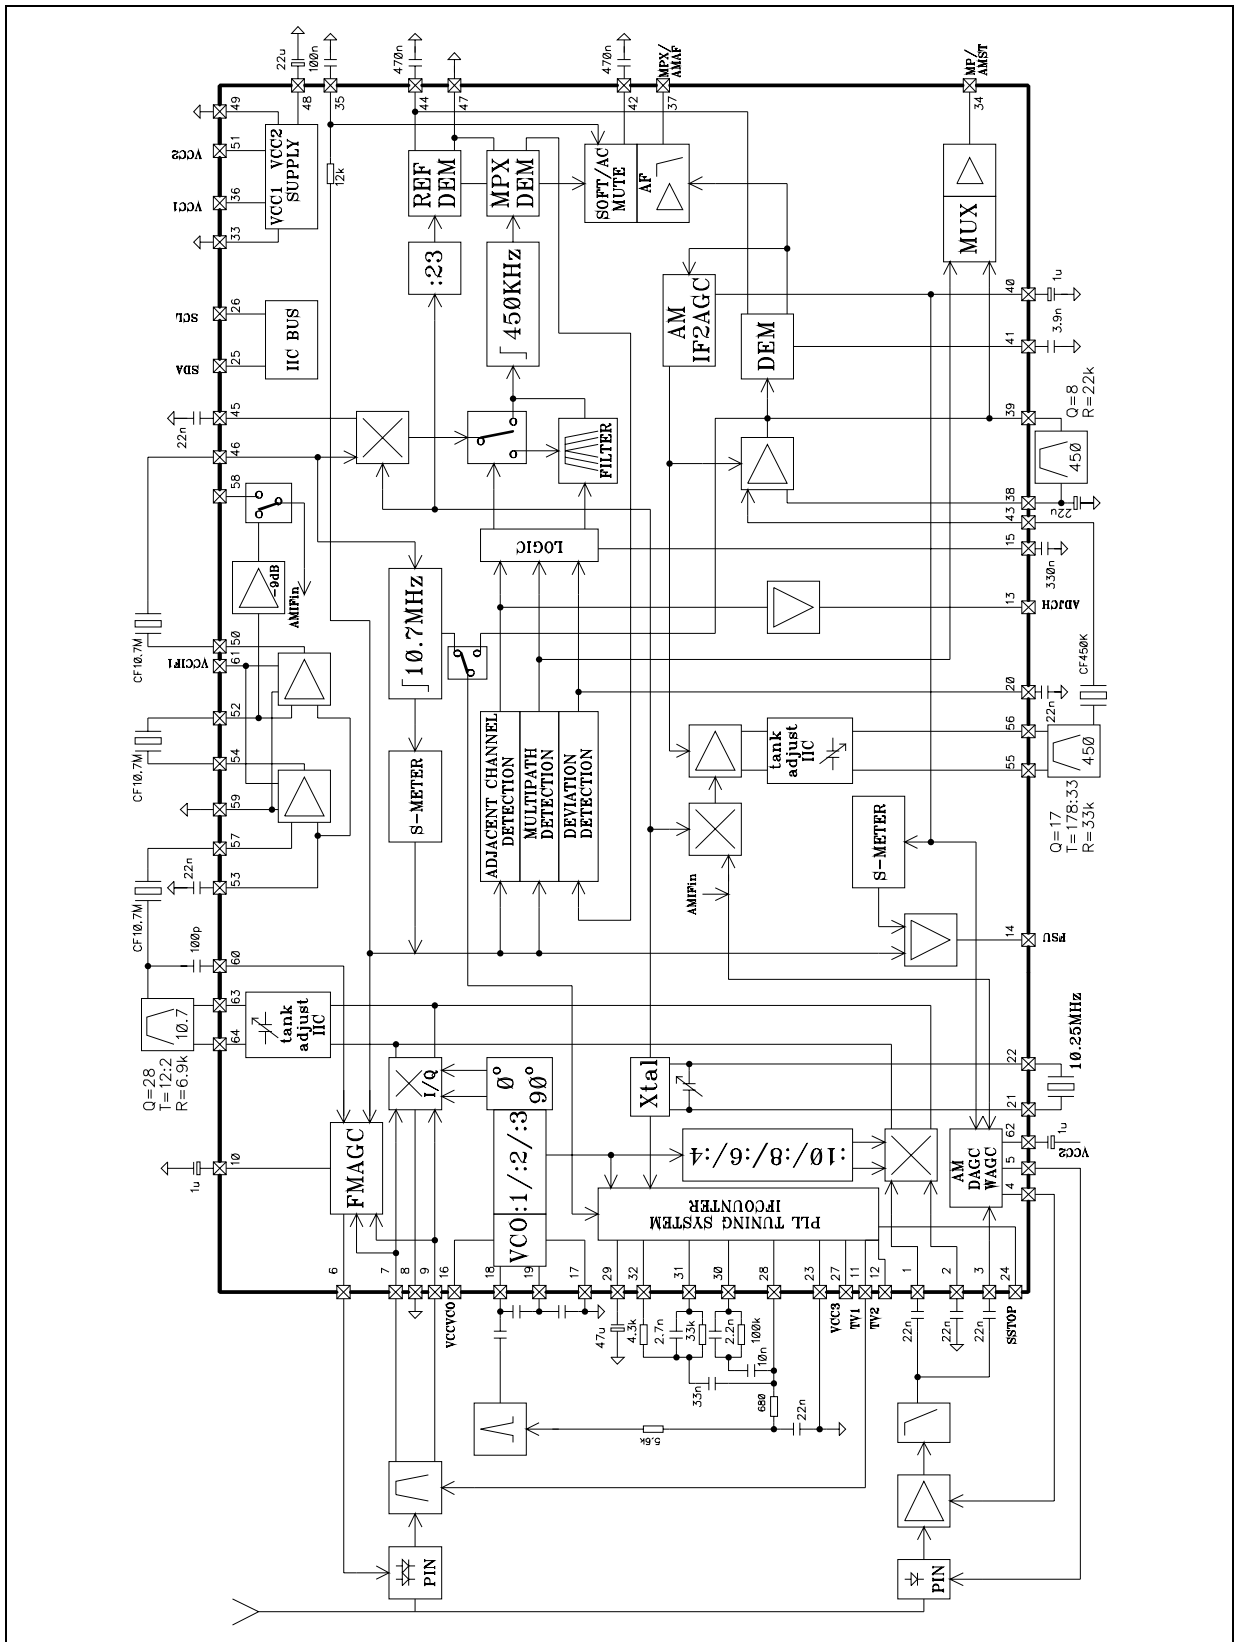 22u
100n
470n
470n
MPX/
AMAF
MP/
AMST
49
48
35
44
47
42
37
34
VCC2
51
VCC1 VCC2
SUPPLY
12k
REF
DEM
MPX
DEM
SOFT/AC
MUTE
AF
VCC1
36
33
:23
450KHz
MUX
SCL
26
IIC BUS
SDA
25
AM
IF2AGC
DEM
40
1u
41
3.9n
22n
45
46
58
FILTER
39
Q=8
R=22k
450
38
22u
43
-9dB
AMIFin
LOGIC
15
330n
13
ADJCH
CF10.7M
50
61
VCCIF1
10.7MHz
52
CF10.7M
54
59
57
S-METER
ADJACENT CHANNEL
DETECTION
MULTIPATH
DETECTION
DEVIATION
DETECTION
20
22n
CF450K
56
tank
adjust
IIC
55
450
Q=17
T=178:33
R=33k
22n
53
CF10.7M
100p
60
AMIFin
S-METER
14
FSU
63
64
10.7
tank
adjust
IIC
Q=28
T=12:2
R=6.9k
I/Q
0°
90°
Xtal
22
21
10.25MHz
10
1u
FMAGC
VCO
:1/:2/:3
:10/:8/:6/:4
PLL TUNING SYSTEM
IFCOUNTER
AM
DAGC
WAGC
62
1u
VCC2
5
4
6
7
8
9
16
18
19
17
29
32
31
30
28
23
27
11
12
1
2
3
24
VCCVCO
47u
4.3k
2.7n
33k
2.2n
100k
10n
33n
680
22n
5.6k
VCC3
TV1
TV2
22n
22n
22n
SSTOP
PIN
PIN